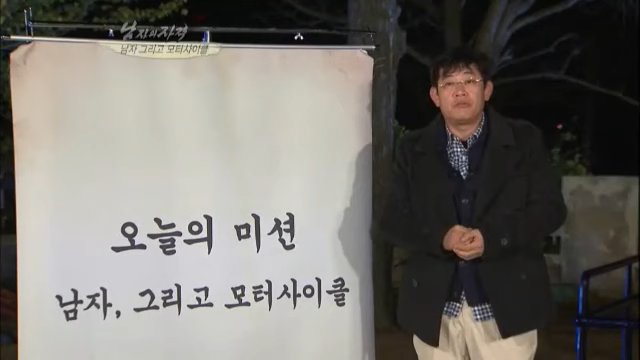 남자의 자격
남자 그리고 모터사이클
오늘의 미션
남자, 그리고 모터사이클